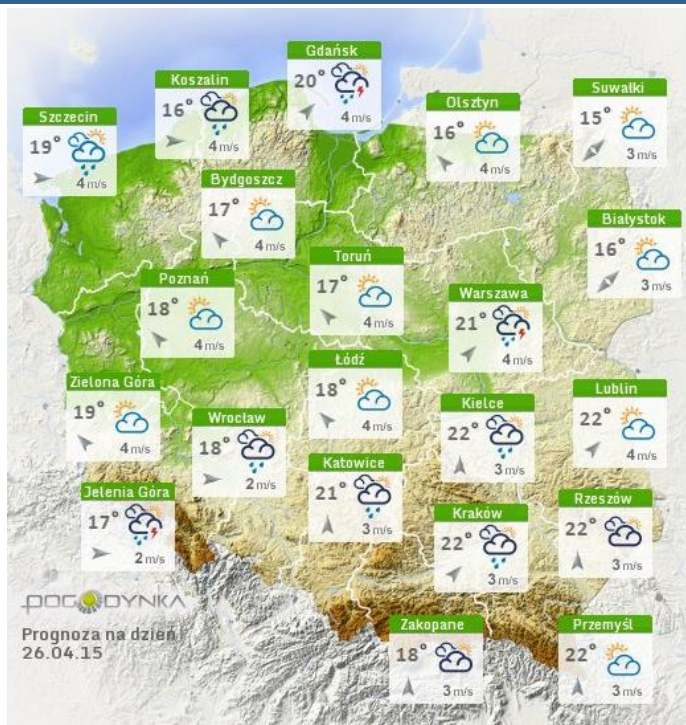 Gdańsk
20°
4 m/s
Koszalin
16°
4 m/s
Suwałki
15°
3 m/s
Olsztyn
16°
4 m/s
Szczecin
19°
4 m/s
Bydgoszcz
17°
4 m/s
Białystok
16°
3 m/s
Toruń
17°
4 m/s
Poznań
18°
4 m/s
Warszawa
21°
4 m/s
Łódź
18°
4 m/s
Zielona Góra
19°
4 m/s
Lublin
22°
4 m/s
Kielce
22°
3 m/s
Wrocław
18°
2 m/s
Katowice
21°
3 m/s
Jelenia Góra
17°
2 m/s
Rzeszów
22°
3 m/s
Kraków
22°
3 m/s
POGODYNKA
Prognoza na dzień
26.04.15
Zakopane
18°
3 m/s
Przemyśl
22°
3 m/s